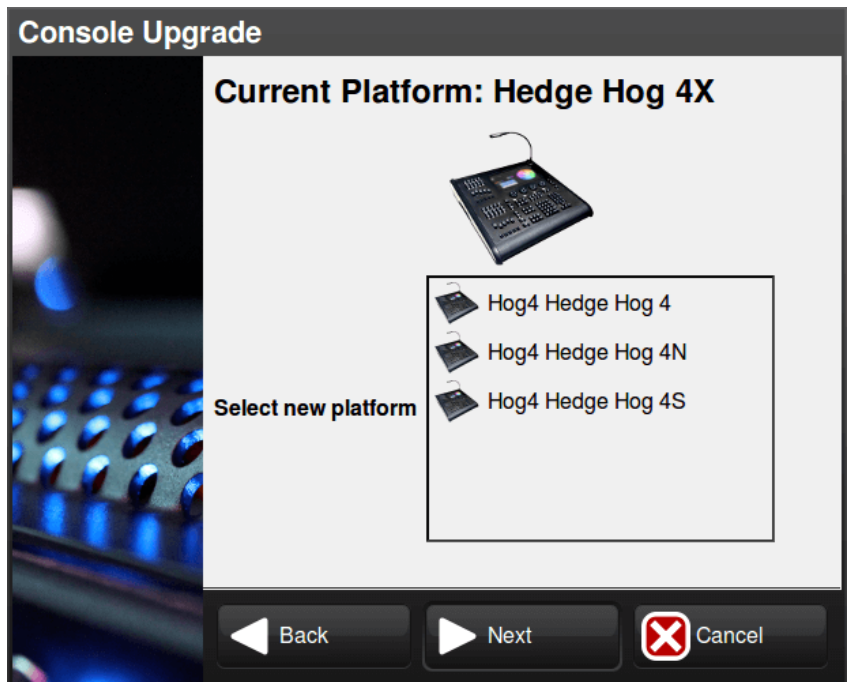 Console Upgrade
Current Platform: Hedge Hog 4X
Hog4 Hedge Hog 4
Hog4 Hedge Hog 4N
Select new platform
Hog4 Hedge Hog 4S
Back
Next
Cancel